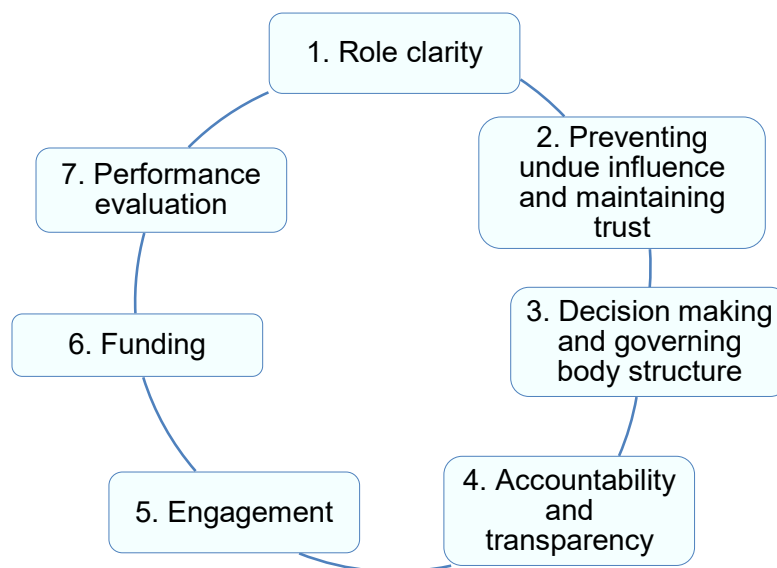 1. Role clarity
2. Preventing
undue influence
and maintaining
trust
3. Decision making
and governing
body structure
4. Accountability
and
transparency
5. Engagement
6. Funding
7. Performance
evaluation